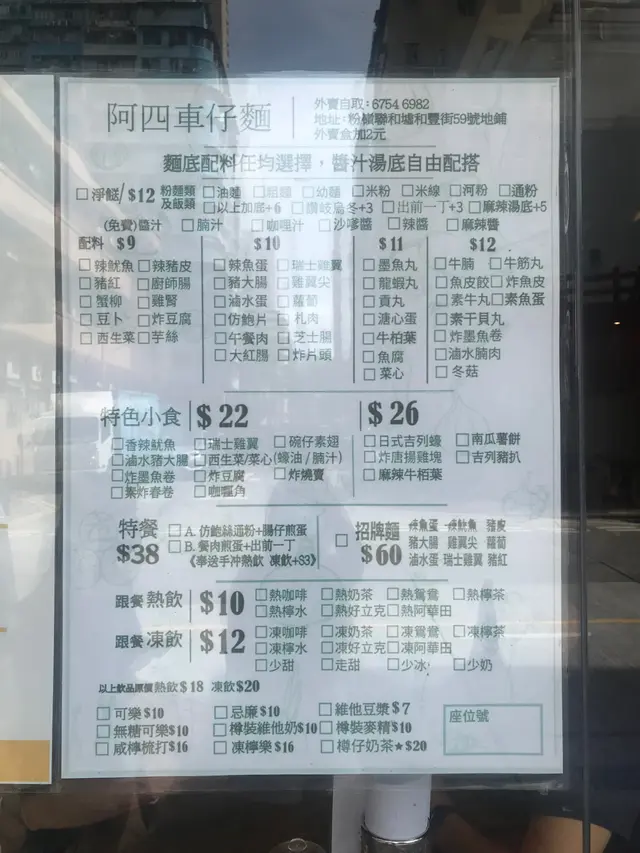 阿四車仔麵
外賣自取：6754 6982
地址：粉嶺聯和墟和豐街59號地鋪
外賣盒加2元
麵底配料任均選擇，醬汁湯底自由配搭
□淨餸/ $12 粉麵類及飯類 □油麵 □粗麵 □幼麵 □米粉 □米線 □河粉 □通粉
□以上加底+6 □讚岐烏冬+3 □出前一丁+3 □麻辣湯底+5
(免費)醬汁 □腩汁 □咖喱汁 □沙嗲醬 □辣醬 □麻辣醬
配料 $9
□辣魷魚 □辣豬皮
□豬紅 □廚師腸
□蟹柳 □雞腎
□豆卜 □炸豆腐
□西生菜 □芋絲
$10
□辣魚蛋 □瑞士雞翼
□豬大腸 □雞翼尖
□滷水蛋 □蘿蔔
□仿鮑片 □札肉
□午餐肉 □芝士腸
□大紅腸 □炸片頭
$11
□墨魚丸
□龍蝦丸
□貢丸
□溏心蛋
□牛柏葉
□魚腐
□菜心
$12
□牛腩 □牛筋丸
□魚皮餃 □炸魚皮
□素牛丸 □素魚蛋
□素干貝丸
□炸墨魚卷
□滷水腩肉
□冬菇
特色小食 $22
□香辣魷魚 □瑞士雞翼 □碗仔素翅
□滷水豬大腸 □西生菜/菜心(蠔油/腩汁)
□炸墨魚卷 □炸豆腐 □炸燒賣
□素炸春卷 □咖喱角
$26
□日式吉列蠔 □南瓜薯餅
□炸唐揚雞塊 □吉列豬扒
□麻辣牛栢葉
特餐 $38
□A. 仿鮑絲通粉+腸仔煎蛋
□B. 餐肉煎蛋+出前一丁
《奉送手沖熱飲 凍飲+$3》
□ 招牌麵 $60
辣魚蛋 辣魷魚 豬皮
豬大腸 雞翼尖 蘿蔔
滷水蛋 瑞士雞翼 豬紅
跟餐熱飲 $10
□熱咖啡 □熱奶茶 □熱鴛鴦 □熱檸茶
□熱檸水 □熱好立克 □熱阿華田
跟餐凍飲 $12
□凍咖啡 □凍奶茶 □凍鴛鴦 □凍檸茶
□凍檸水 □凍好立克 □凍阿華田
□少甜 □走甜 □少冰 □少奶
以上飲品原價熱飲$18 凍飲$20
□可樂$10 □忌廉$10 □維他豆漿$7
□無糖可樂$10 □樽裝維他奶$10 □樽裝麥精$10
□咸檸梳打$16 □凍檸樂$16 □樽仔奶茶★$20
座位號